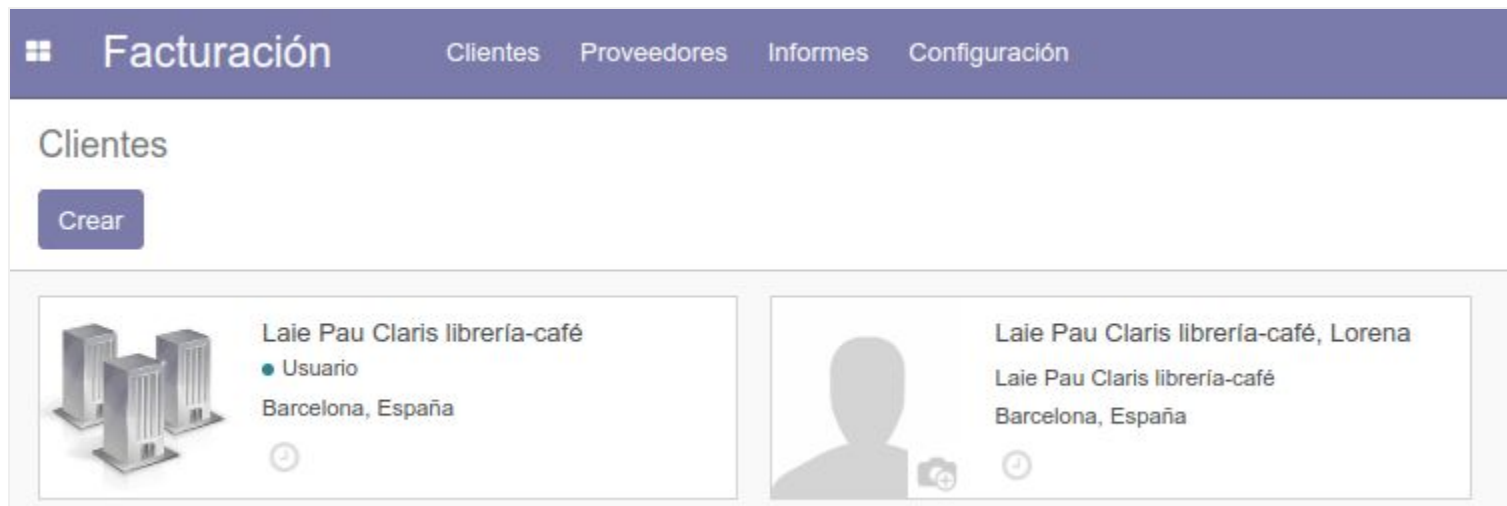 Facturación Clientes Proveedores Informes Configuración
Clientes
Crear
Laie Pau Claris librería-café
Usuario
Barcelona, España
Laie Pau Claris librería-café, Lorena
Laie Pau Claris librería-café
Barcelona, España